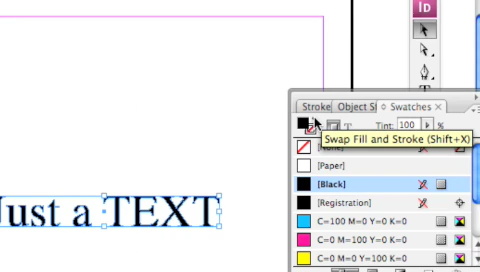 Id
Stroke Object S Swatches ×
T Tint: 100 %
Swap Fill and Stroke (Shift+X)
[None]
[Paper]
[Black]
[Registration]
C=100 M=0 Y=0 K=0
C=0 M=100 Y=0 K=0
C=0 M=0 Y=100 K=0
Just a TEXT